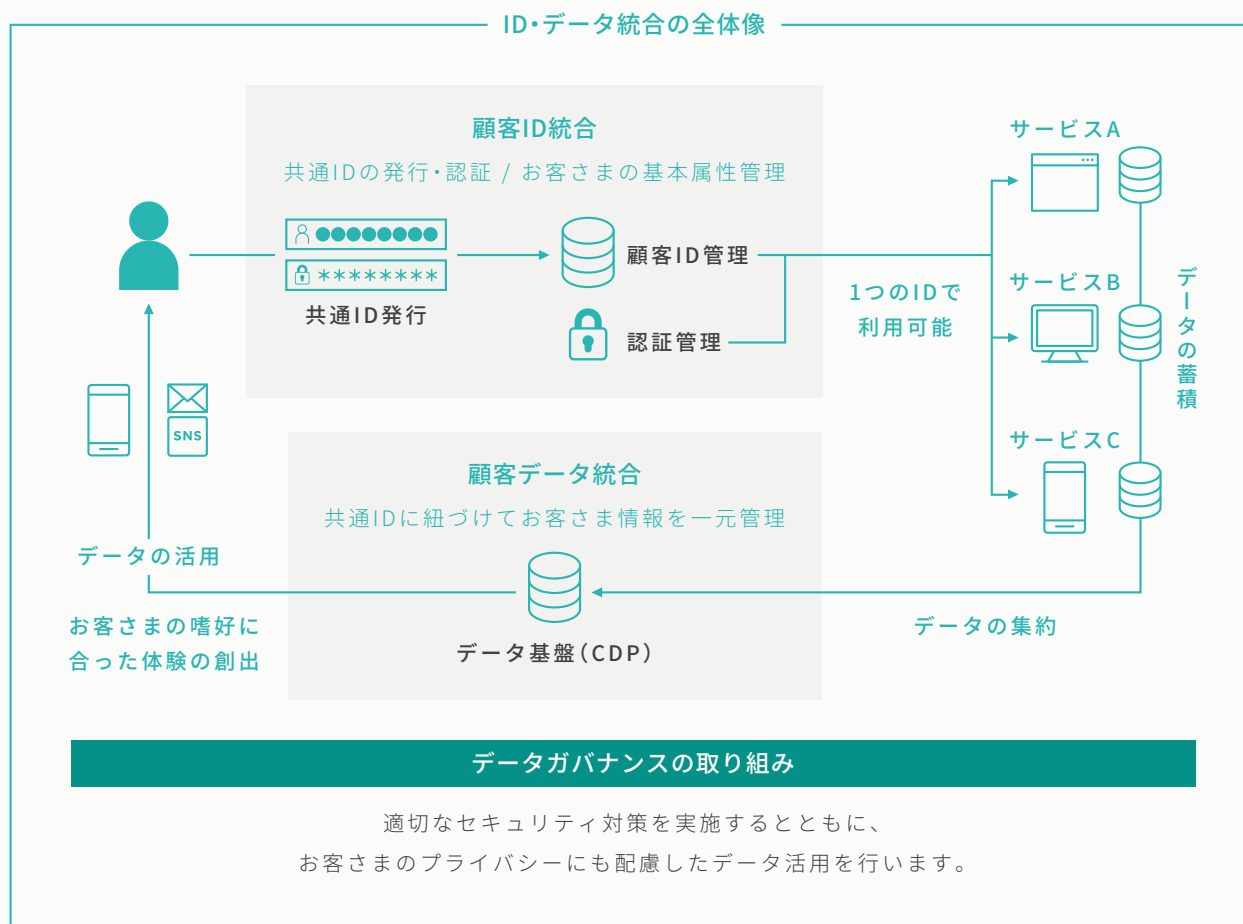 ID・データ統合の全体像
顧客ID統合
共通IDの発行・認証 / お客さまの基本属性管理
********
共通ID発行
顧客ID管理
認証管理
1つのIDで
利用可能
サービスA
サービスB
サービスC
データの蓄積
SNS
顧客データ統合
共通IDに紐づけてお客さま情報を一元管理
データ基盤(CDP)
データの集約
データの活用
お客さまの嗜好に
合った体験の創出
データガバナンスの取り組み
適切なセキュリティ対策を実施するとともに、
お客さまのプライバシーにも配慮したデータ活用を行います。